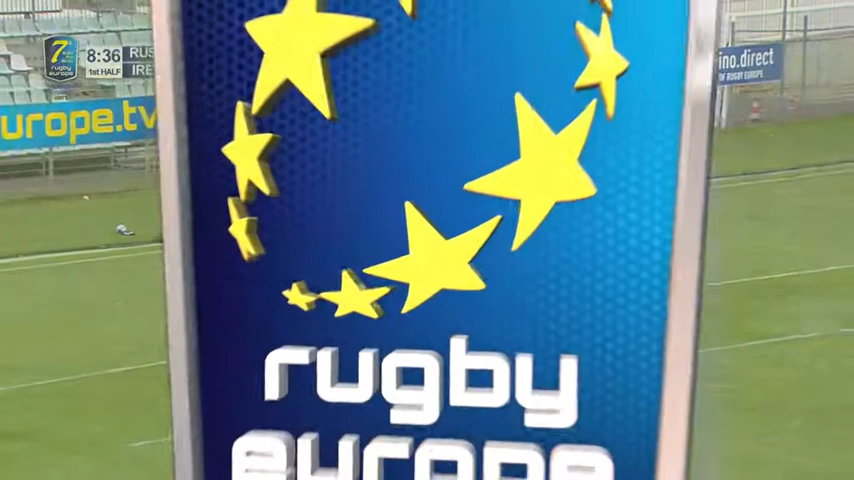 7
rugby
europe
8:36
1st HALF
RUS
IRE
europe.tv
ino.direct
OF RUGBY EUROPE
rugby
europe